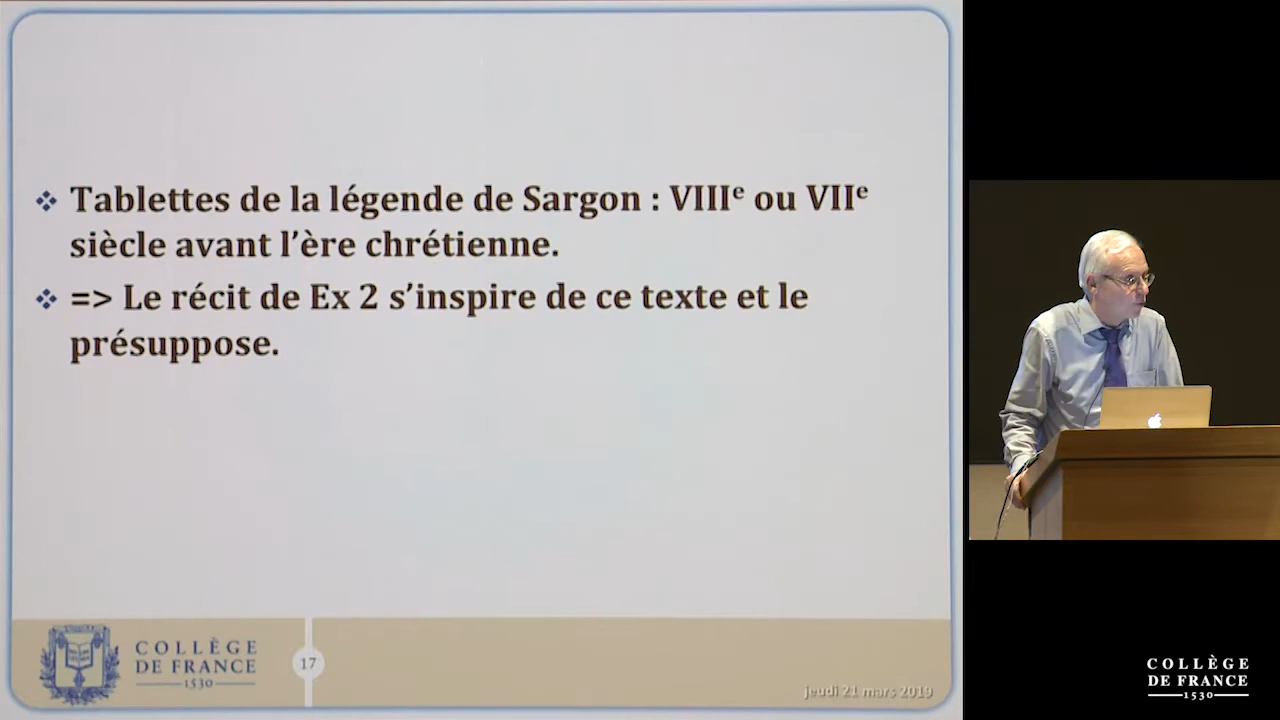 ❖ Tablettes de la légende de Sargon : VIIIᵉ ou VIIᵉ
siècle avant l’ère chrétienne.
❖ => Le récit de Ex 2 s’inspire de ce texte et le
présuppose.
COLLÈGE
DE FRANCE
1530
17
jeudi 21 mars 2019
COLLÈGE
DE FRANCE
1530